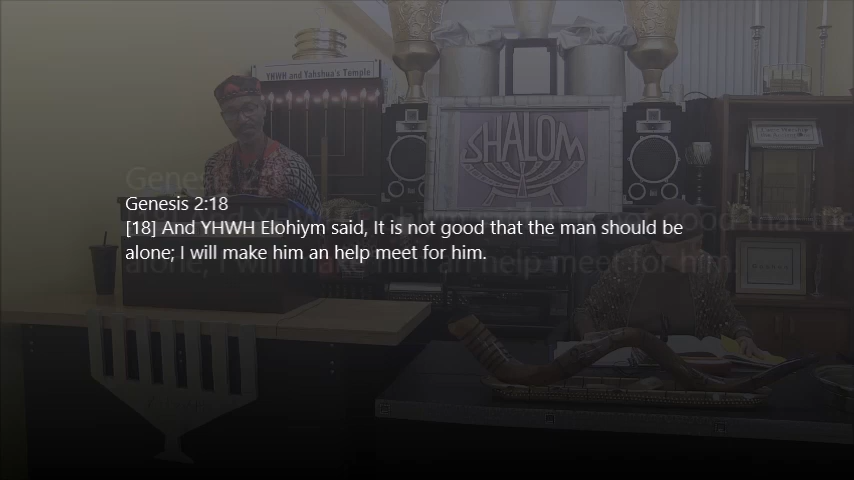 YHWH and Yahshua's Temple
SHALOM
Genesis 2:18
[18] And YHWH Elohiym said, It is not good that the man should be
alone; I will make him an help meet for him.